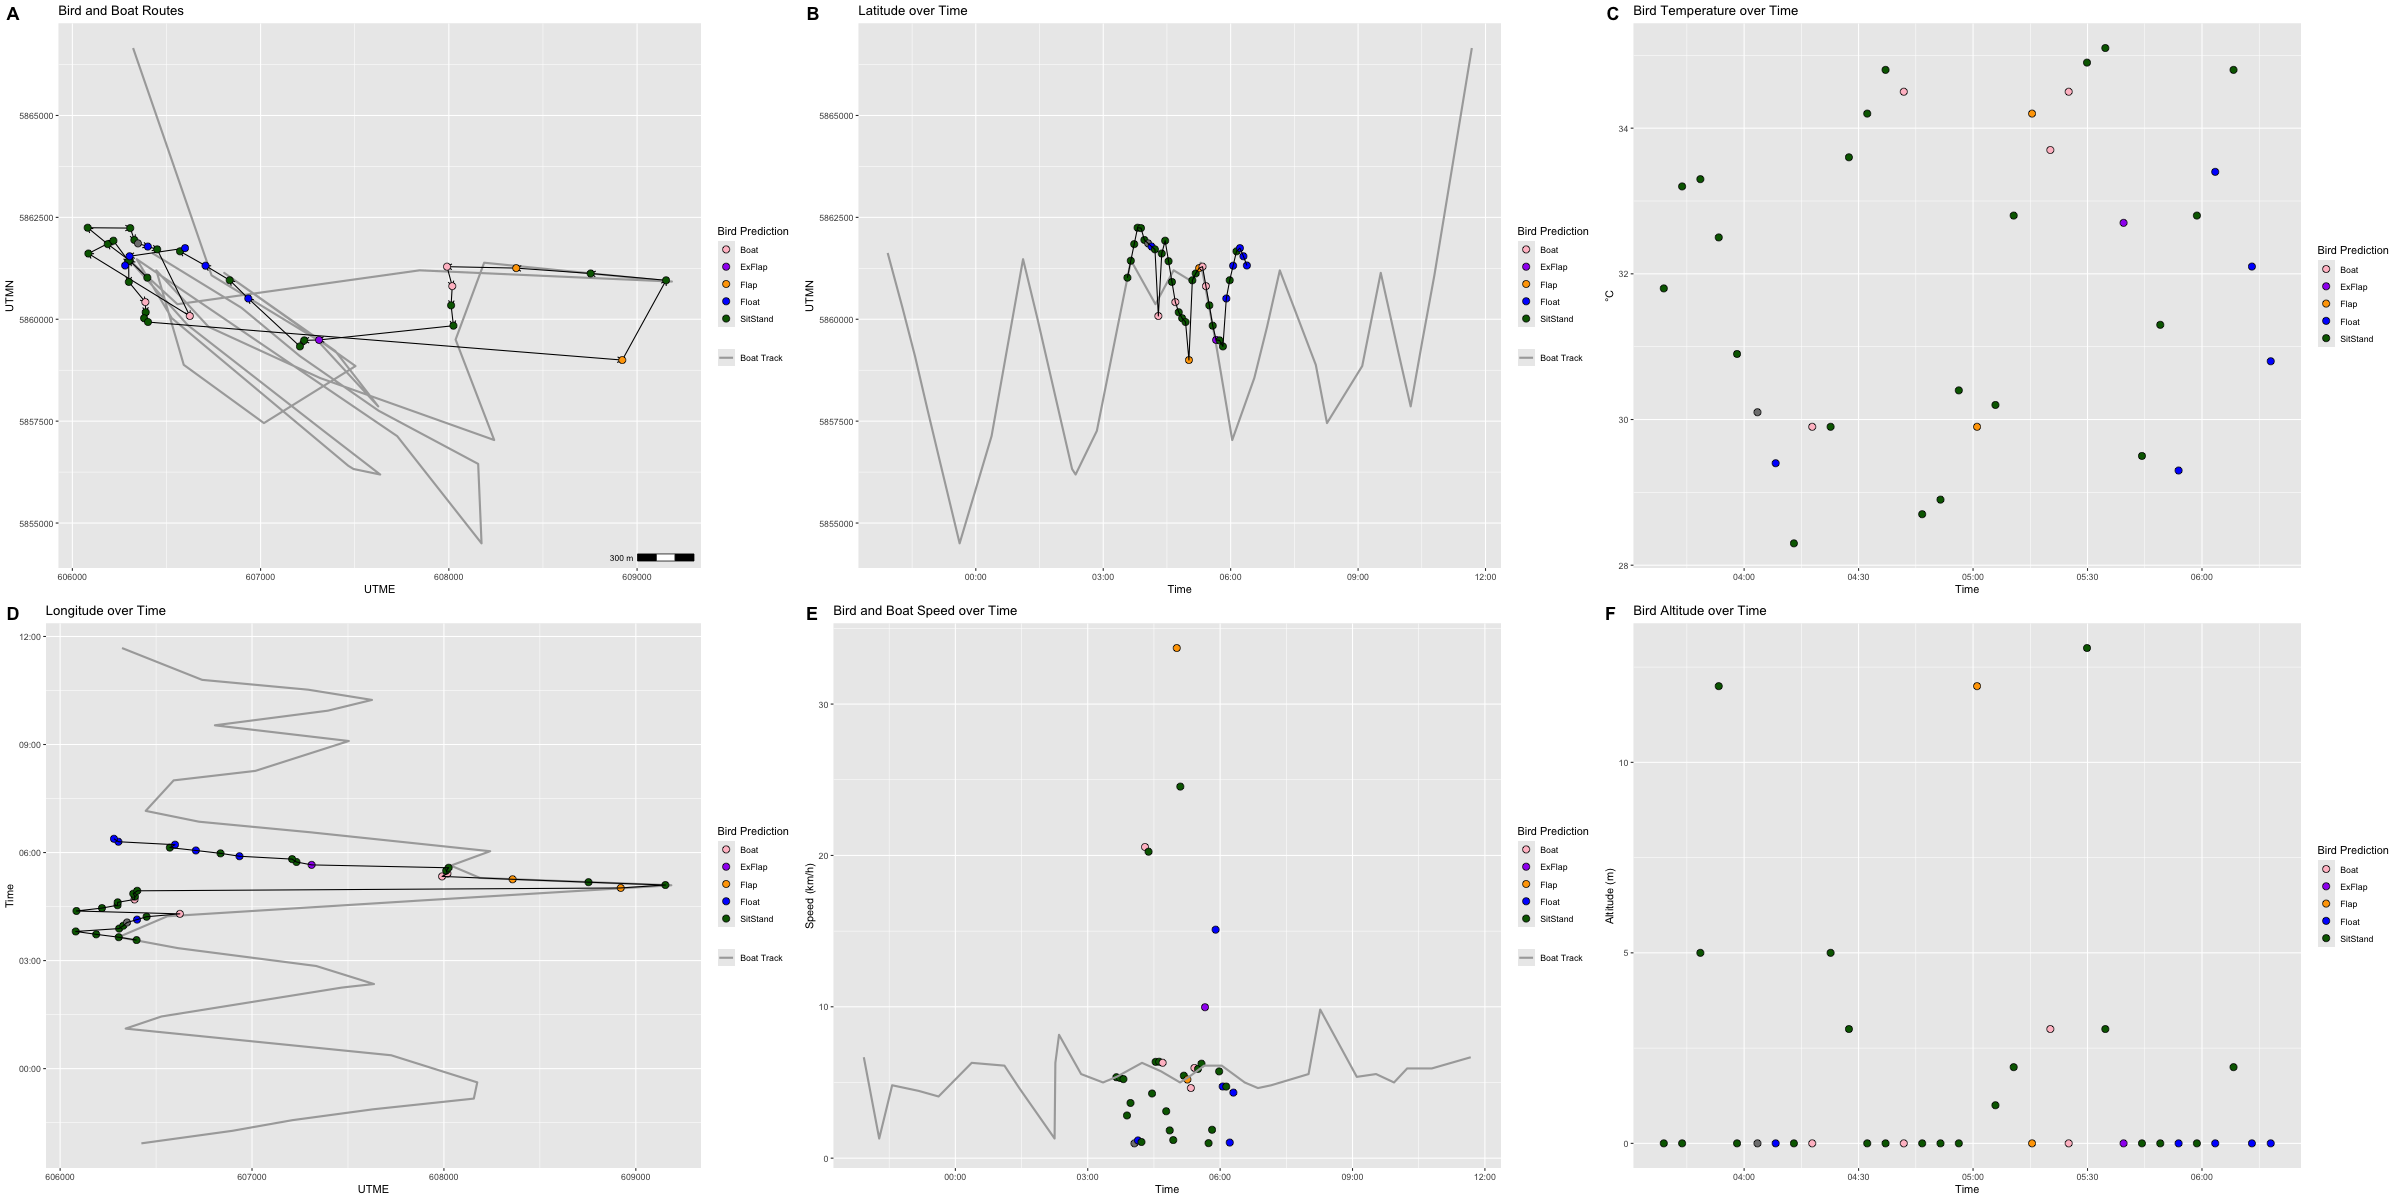 A Bird and Boat Routes
UTMN
5865000
5862500
5860000
5857500
5855000
606000 607000 608000 609000
UTME
300 m
Bird Prediction
Boat
ExFlap
Flap
Float
SitStand
Boat Track
B Latitude over Time
UTMN
5865000
5862500
5860000
5857500
5855000
00:00 03:00 06:00 09:00 12:00
Time
Bird Prediction
Boat
ExFlap
Flap
Float
SitStand
Boat Track
C Bird Temperature over Time
°C
34
32
30
28
04:00 04:30 05:00 05:30 06:00
Time
Bird Prediction
Boat
ExFlap
Flap
Float
SitStand
D Longitude over Time
Time
12:00
09:00
06:00
03:00
00:00
606000 607000 608000 609000
UTME
Bird Prediction
Boat
ExFlap
Flap
Float
SitStand
Boat Track
E Bird and Boat Speed over Time
Speed (km/h)
30
20
10
0
00:00 03:00 06:00 09:00 12:00
Time
Bird Prediction
Boat
ExFlap
Flap
Float
SitStand
Boat Track
F Bird Altitude over Time
Altitude (m)
10
5
0
04:00 04:30 05:00 05:30 06:00
Time
Bird Prediction
Boat
ExFlap
Flap
Float
SitStand